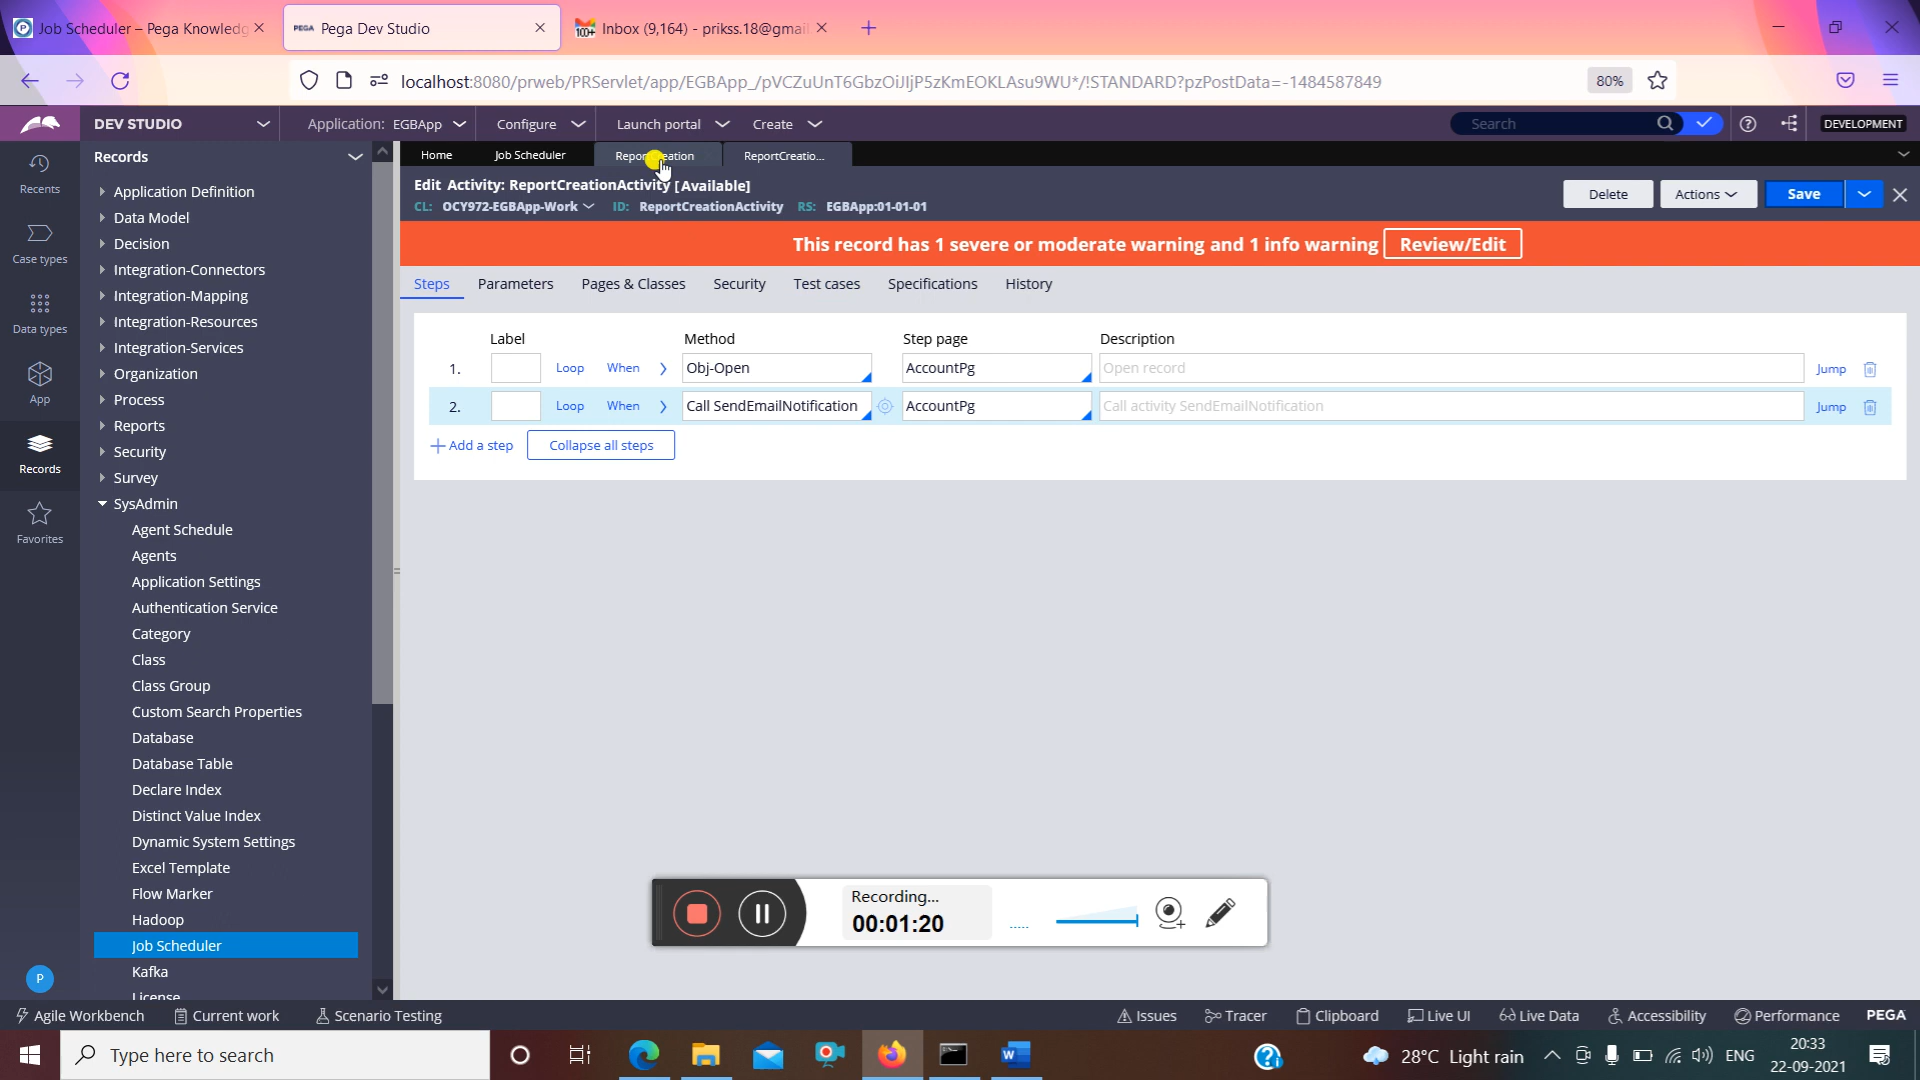 Job Scheduler – Pega Knowledg
PEGA Pega Dev Studio
100+ Inbox (9,164) - prikss.18@gmail.
localhost:8080/prweb/PRServlet/app/EGBApp_/pVCZuUnT6GbzOiJIjP5zKmEOKLAsu9WU*/!STANDARD?pzPostData=-1484587849
80%
DEV STUDIO
Application: EGBApp
Configure
Launch portal
Create
Search
DEVELOPMENT
Recents
Case types
Data types
App
Records
Favorites
P
Records
Application Definition
Data Model
Decision
Integration-Connectors
Integration-Mapping
Integration-Resources
Integration-Services
Organization
Process
Reports
Security
Survey
SysAdmin
Agent Schedule
Agents
Application Settings
Authentication Service
Category
Class
Class Group
Custom Search Properties
Database
Database Table
Declare Index
Distinct Value Index
Dynamic System Settings
Excel Template
Flow Marker
Hadoop
Job Scheduler
Kafka
License
Home
Job Scheduler
ReportCreation
ReportCreatio...
Edit Activity: ReportCreationActivity [Available]
CL: OCY972-EGBApp-Work ID: ReportCreationActivity RS: EGBApp:01-01-01
Delete
Actions
Save
This record has 1 severe or moderate warning and 1 info warning Review/Edit
Steps Parameters Pages & Classes Security Test cases Specifications History
Label Method Step page Description
1. Loop When Obj-Open AccountPg Open record Jump
2. Loop When Call SendEmailNotification AccountPg Call activity SendEmailNotification Jump
Add a step Collapse all steps
Recording...
00:01:20
Agile Workbench Current work Scenario Testing Issues Tracer Clipboard Live UI Live Data Accessibility Performance PEGA
Type here to search
28°C Light rain
ENG
20:33
22-09-2021